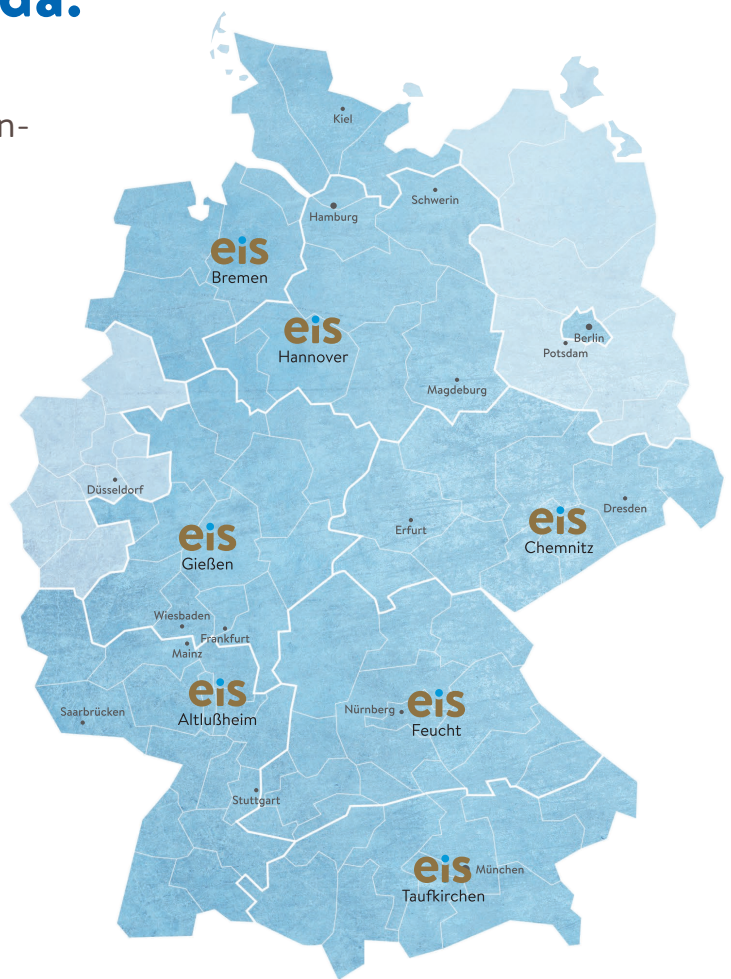 da.
n-
Kiel
Schwerin
Hamburg
eis
Bremen
eis
Hannover
Berlin
Potsdam
Magdeburg
Düsseldorf
Dresden
eis
Chemnitz
Erfurt
eis
Gießen
Wiesbaden
Frankfurt
Mainz
eis
Altlußheim
Saarbrücken
Nürnberg
eis
Feucht
Stuttgart
eis
München
Taufkirchen